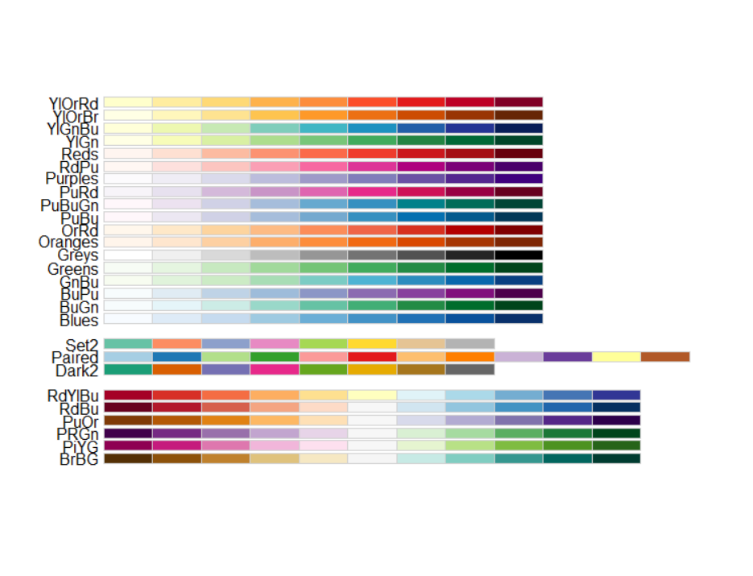 YlOrRd
YlOrBr
YlGnBu
YlGn
Reds
RdPu
Purples
PuRd
PuBuGn
PuBu
OrRd
Oranges
Greys
Greens
GnBu
BuPu
BuGn
Blues
Set2
Paired
Dark2
RdYlBu
RdBu
PuOr
PRGn
PiYG
BrBG